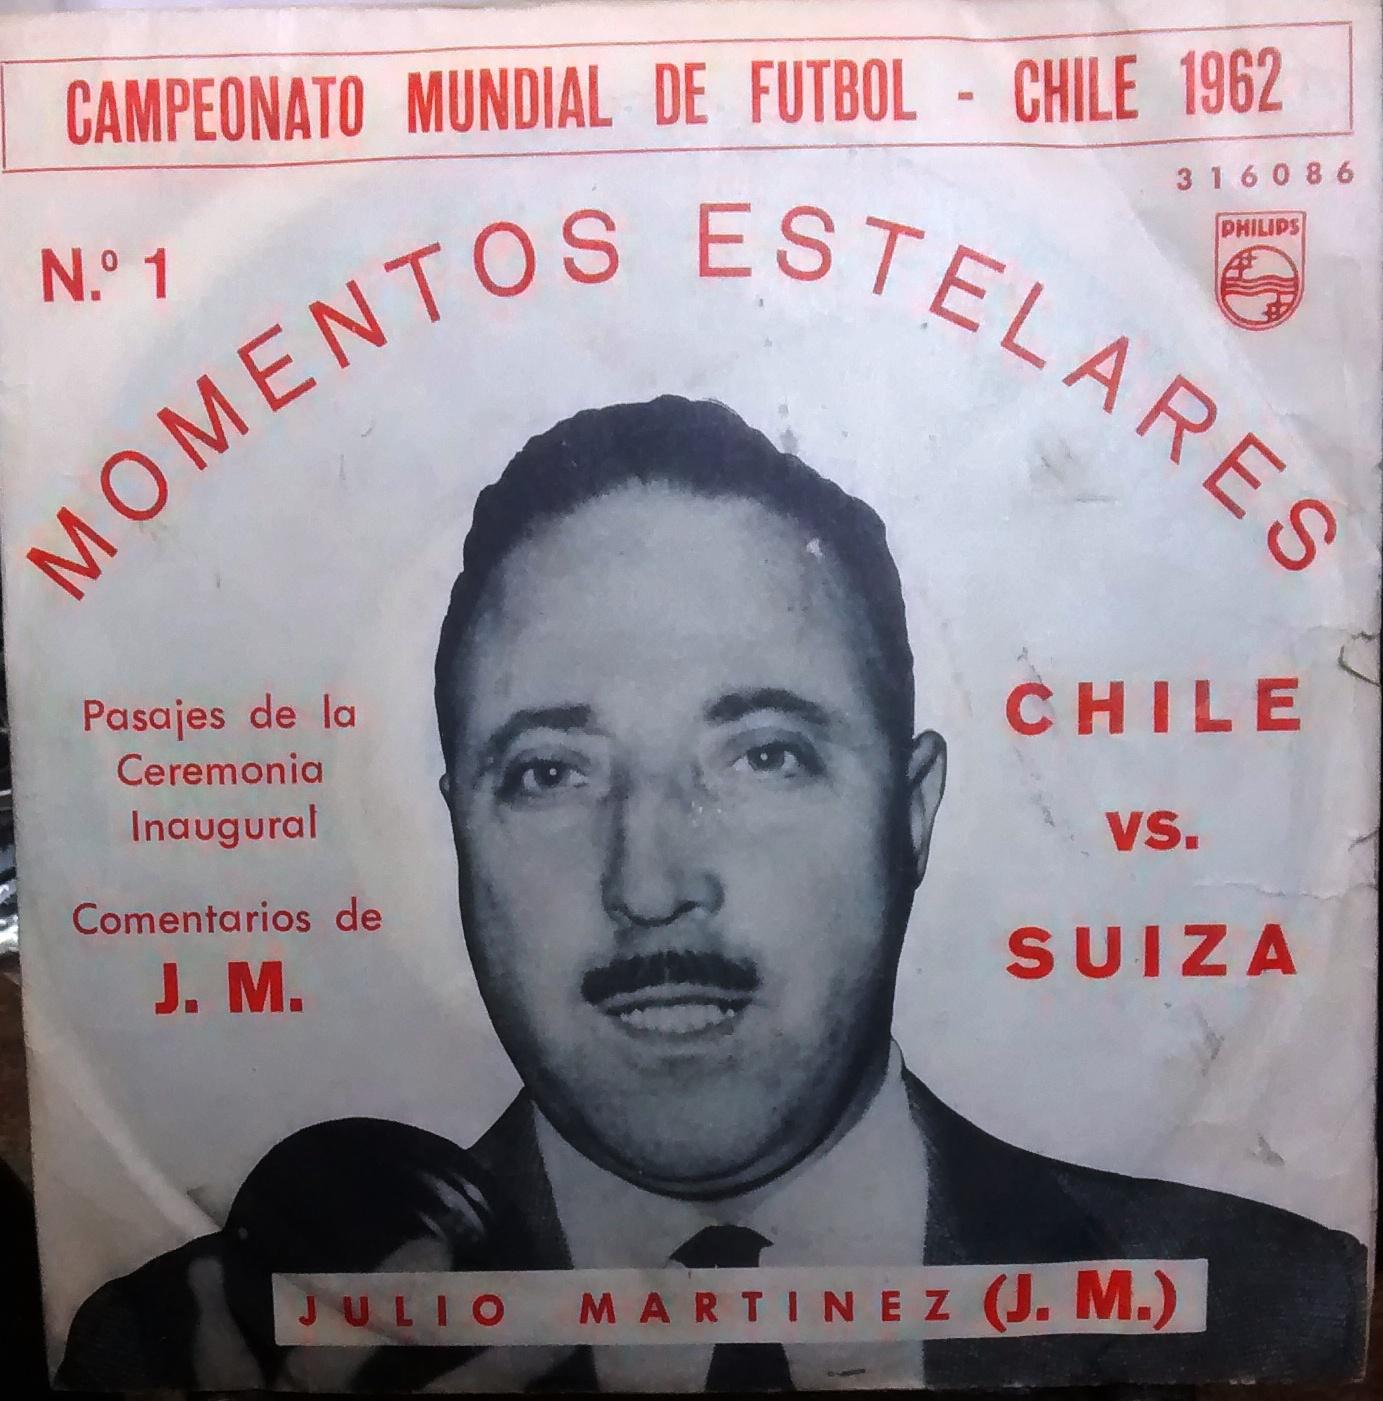 CAMPEONATO MUNDIAL DE FUTBOL - CHILE 1962
316086
PHILIPS
N.º 1
MOMENTOS ESTELARES
Pasajes de la
Ceremonia
Inaugural
Comentarios de
J. M.
CHILE
vs.
SUIZA
JULIO MARTINEZ (J. M.)